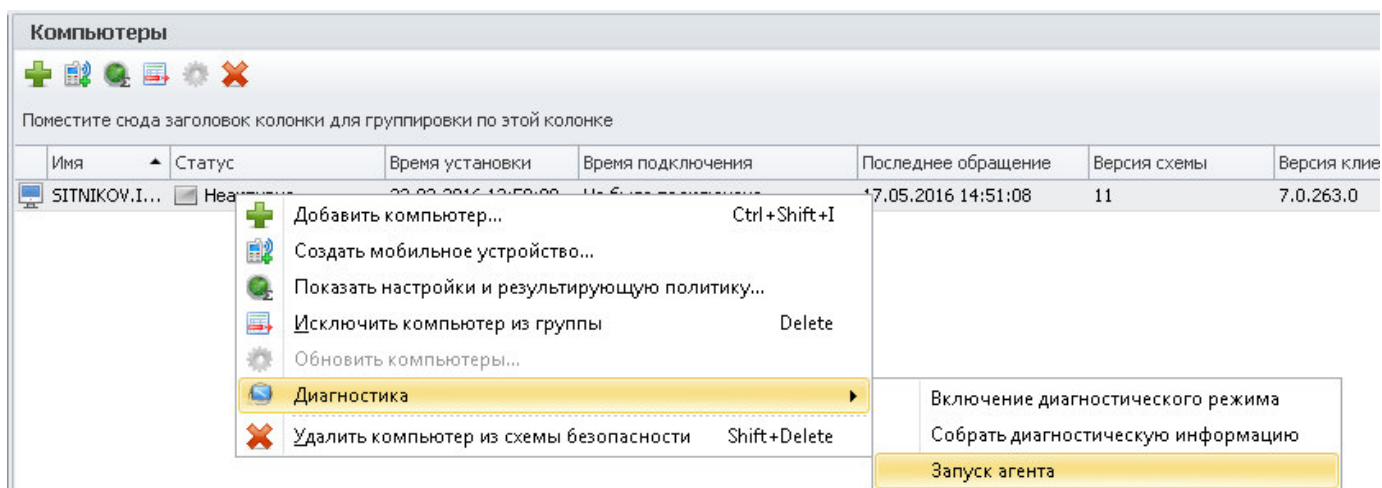 Компьютеры
Поместите сюда заголовок колонки для группировки по этой колонке
Имя Статус Время установки Время подключения Последнее обращение Версия схемы Версия клие
SITNIKOV.I... 17.05.2016 14:51:08 11 7.0.263.0
Добавить компьютер... Ctrl+Shift+I
Создать мобильное устройство...
Показать настройки и результирующую политику...
Исключить компьютер из группы Delete
Обновить компьютеры...
Диагностика
Удалить компьютер из схемы безопасности Shift+Delete
Включение диагностического режима
Собрать диагностическую информацию
Запуск агента